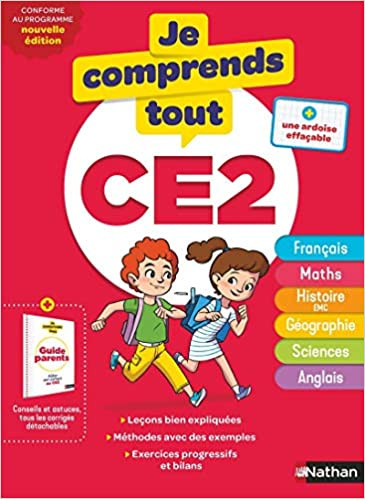 CONFORME
AU PROGRAMME
nouvelle
édition
Je
comprends
tout
+
une ardoise
effaçable
CE2
Français
Maths
Histoire
EMC
Géographie
Sciences
Anglais
+
Guide
parents
Conseils et astuces,
tous les corrigés
détachables
• Leçons bien expliquées
• Méthodes avec des exemples
• Exercices progressifs
et bilans
Nathan